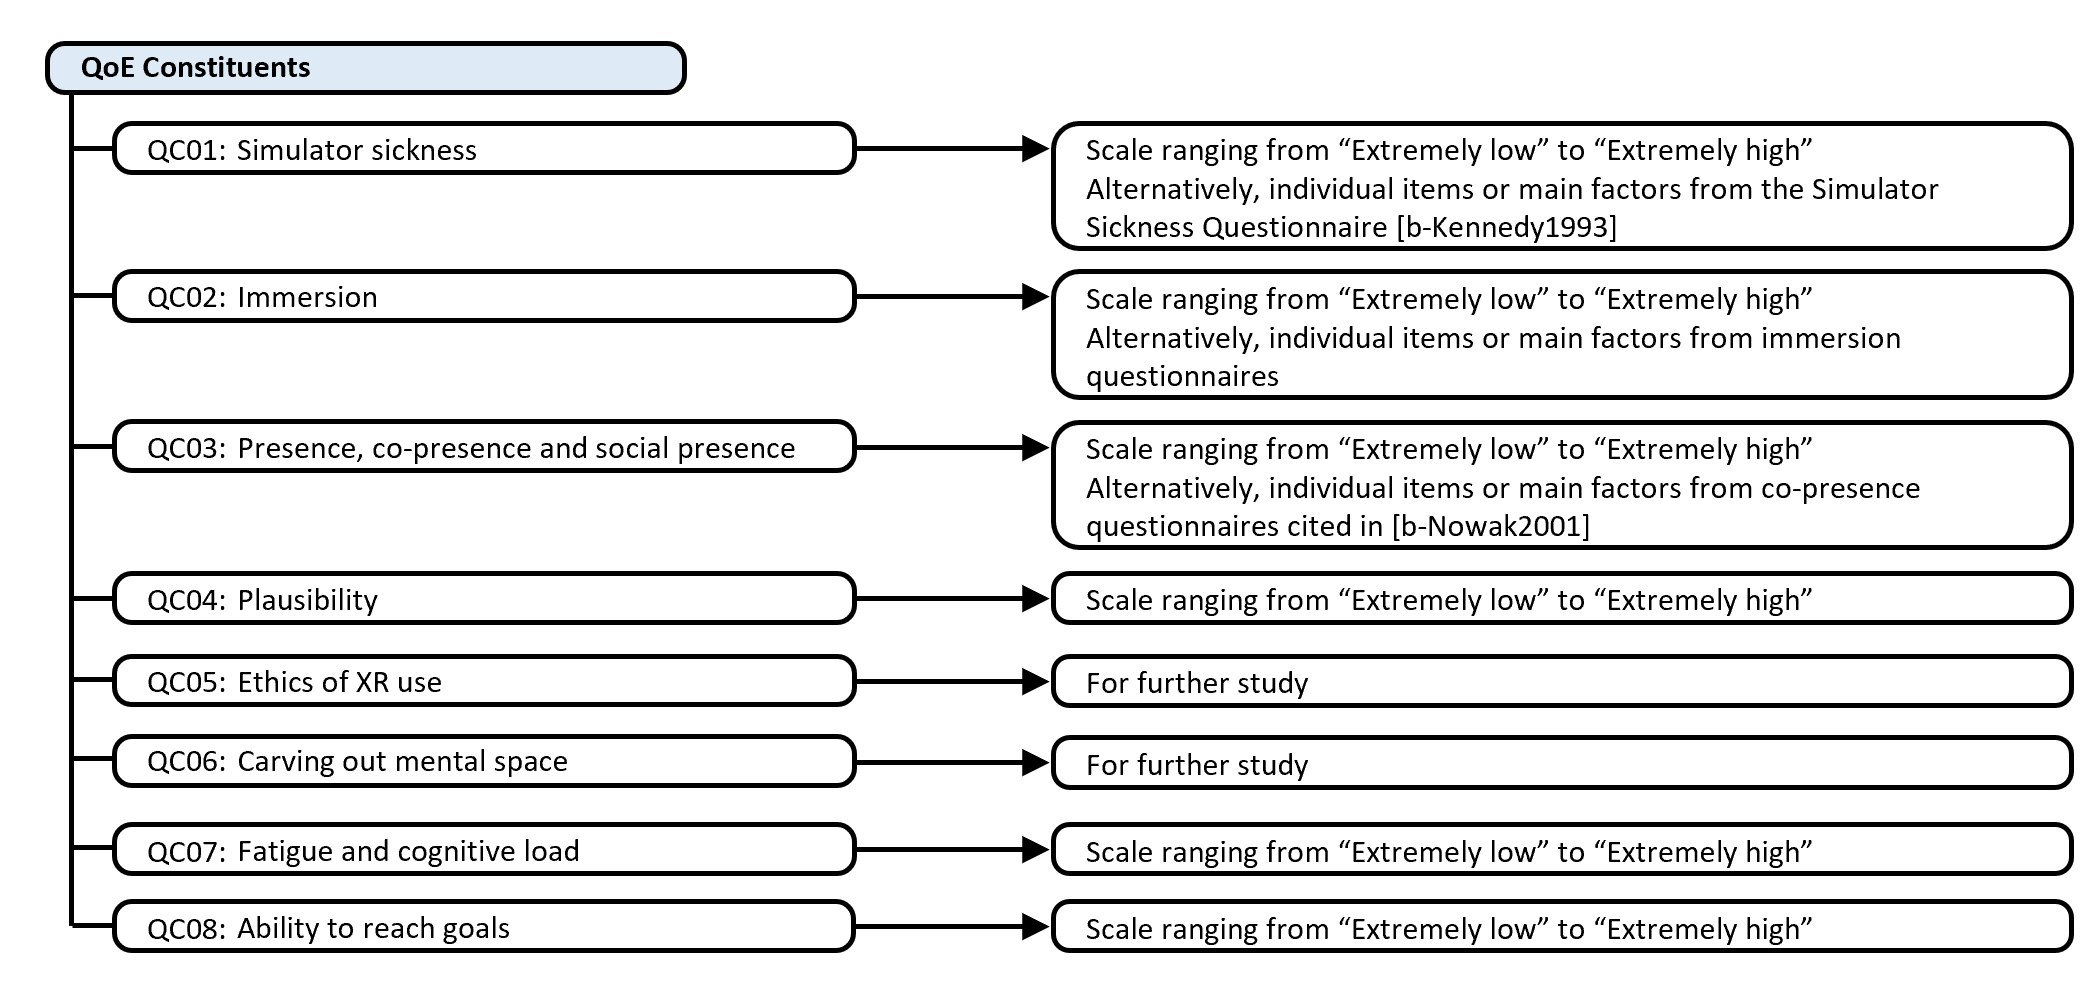 QoE Constituents
QC01: Simulator sickness
Scale ranging from “Extremely low” to “Extremely high”
Alternatively, individual items or main factors from the Simulator
Sickness Questionnaire [b-Kennedy1993]
QC02: Immersion
Scale ranging from “Extremely low” to “Extremely high”
Alternatively, individual items or main factors from immersion
questionnaires
QC03: Presence, co-presence and social presence
Scale ranging from “Extremely low” to “Extremely high”
Alternatively, individual items or main factors from co-presence
questionnaires cited in [b-Nowak2001]
QC04: Plausibility
Scale ranging from “Extremely low” to “Extremely high”
QC05: Ethics of XR use
For further study
QC06: Carving out mental space
For further study
QC07: Fatigue and cognitive load
Scale ranging from “Extremely low” to “Extremely high”
QC08: Ability to reach goals
Scale ranging from “Extremely low” to “Extremely high”